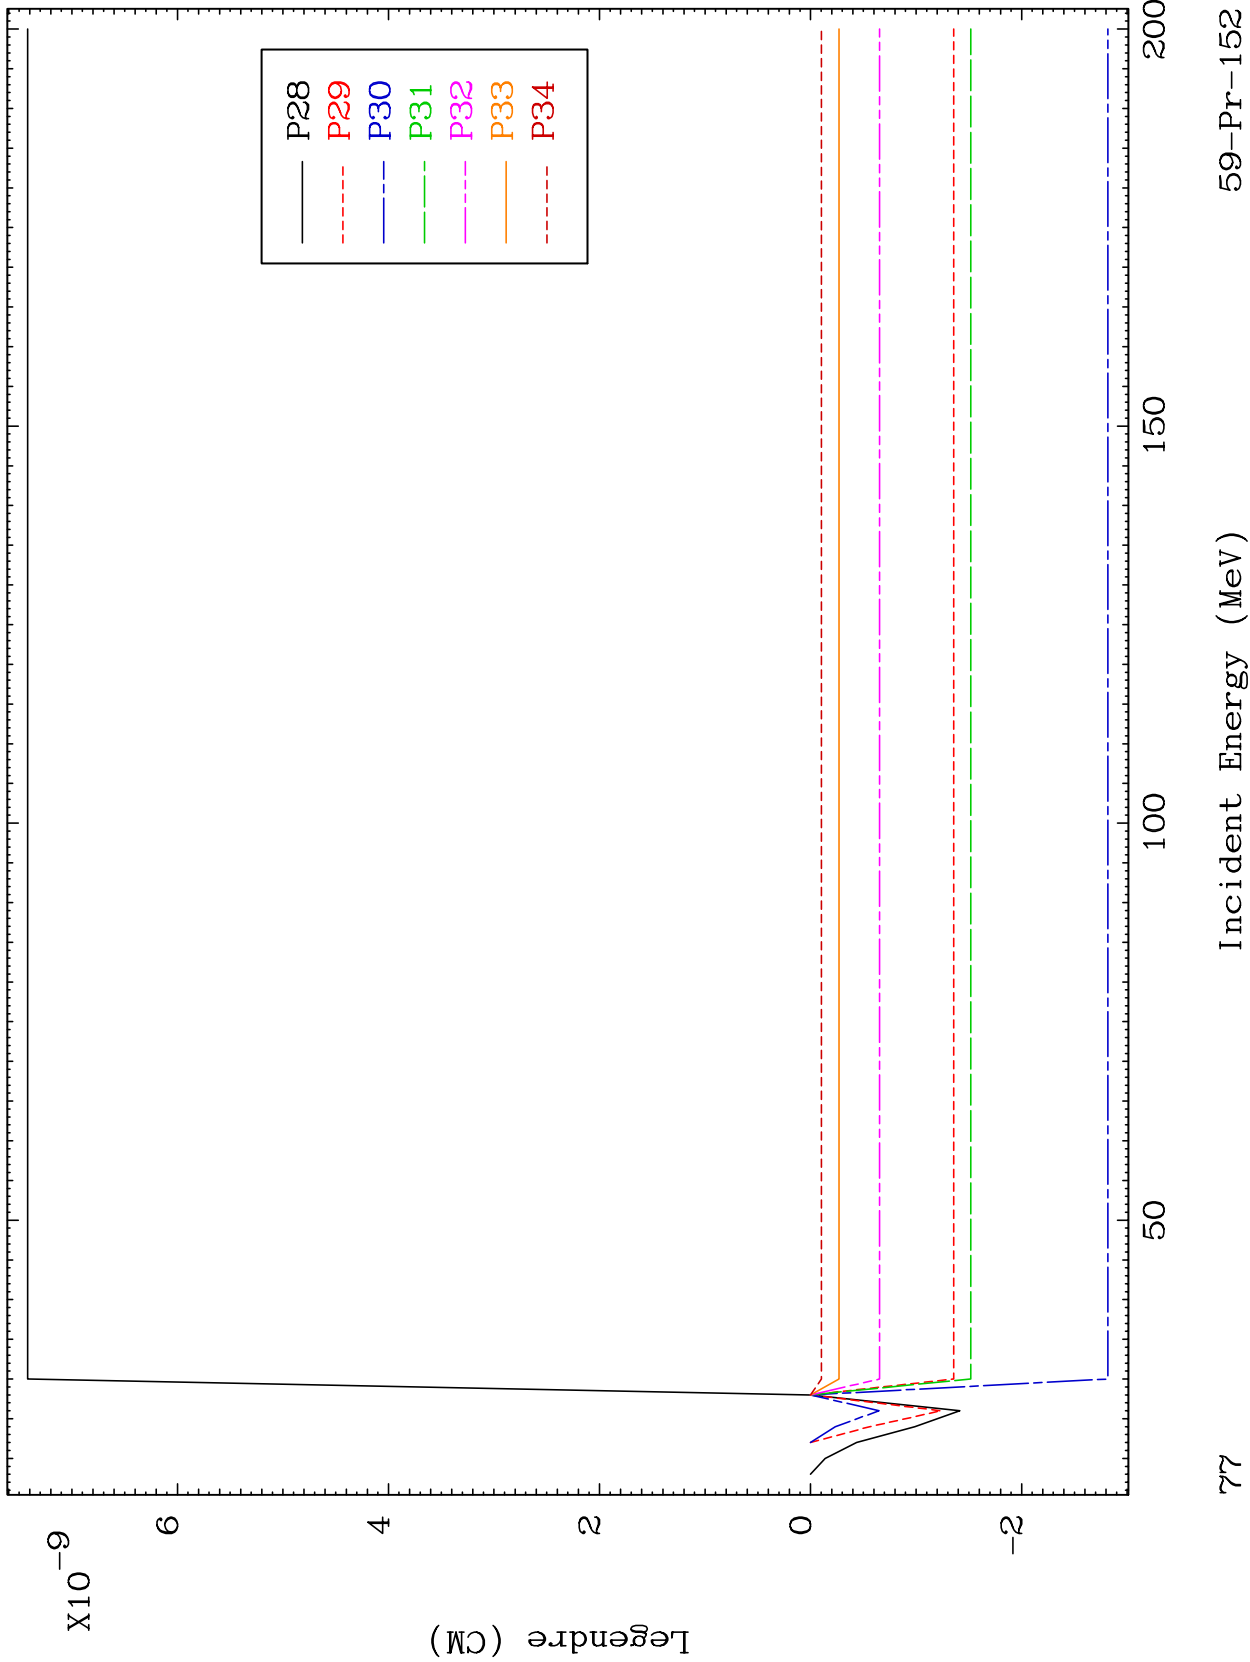 X10-9
6
4
2
0
-2
Legendre (CM)
P28
P29
P30
P31
P32
P33
P34
50
100
150
200
77
Incident Energy (MeV)
59-Pr-152